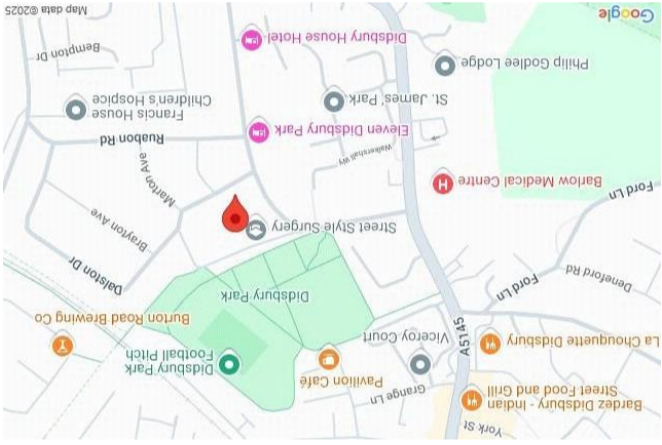 York St
Bardez Didsbury - Indian
Street Food and Grill
Grange Ln
La Chouquette Didsbury
A5145
Viceroy Court
Pavilion Café
Didsbury Park
Football Pitch
Burton Road Brewing Co
Deneford Rd
Ford Ln
Didsbury Park
Dalston Dr
Ford Ln
Street Style Surgery
Brayton Ave
Barlow Medical Centre
H
Marton Ave
Walkershall Wy
Eleven Didsbury Park
Ruabon Rd
St. James' Park
Francis House
Children's Hospice
Philip Godlee Lodge
Didsbury House Hotel
Bempton Dr
Google
Map data ©2025